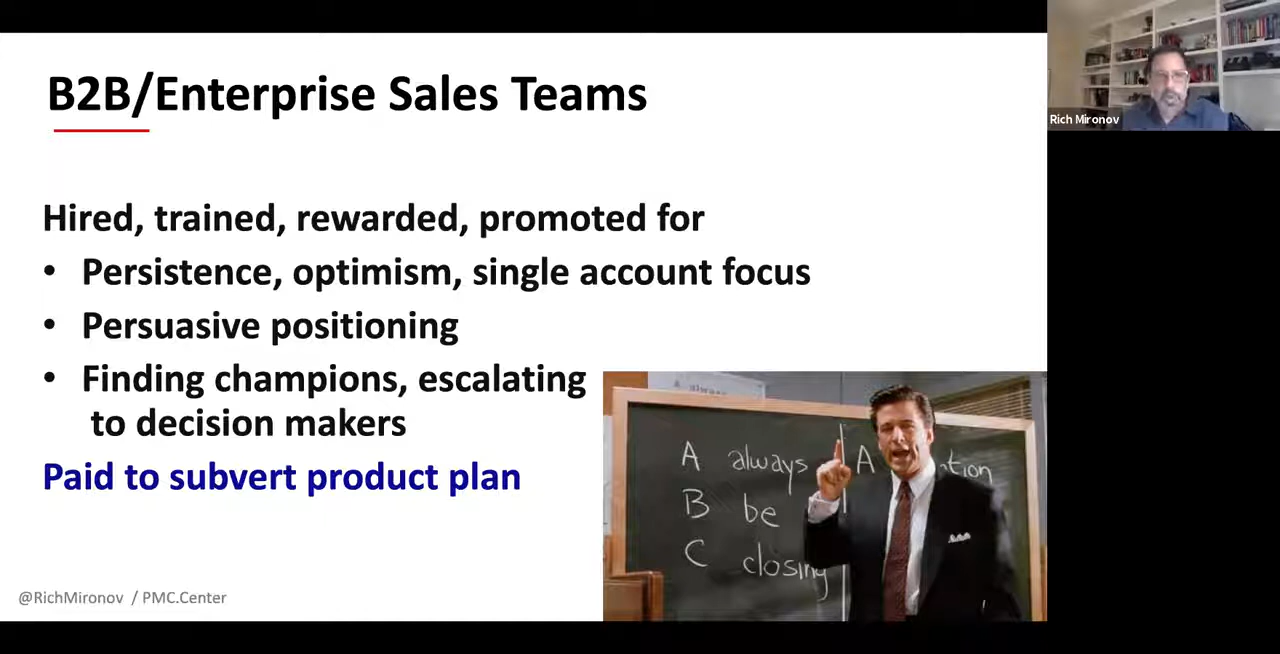 B2B/Enterprise Sales Teams
Rich Mironov
Hired, trained, rewarded, promoted for
• Persistence, optimism, single account focus
• Persuasive positioning
• Finding champions, escalating
to decision makers
Paid to subvert product plan
always
A always A
B be
C closing
@RichMironov / PMC.Center